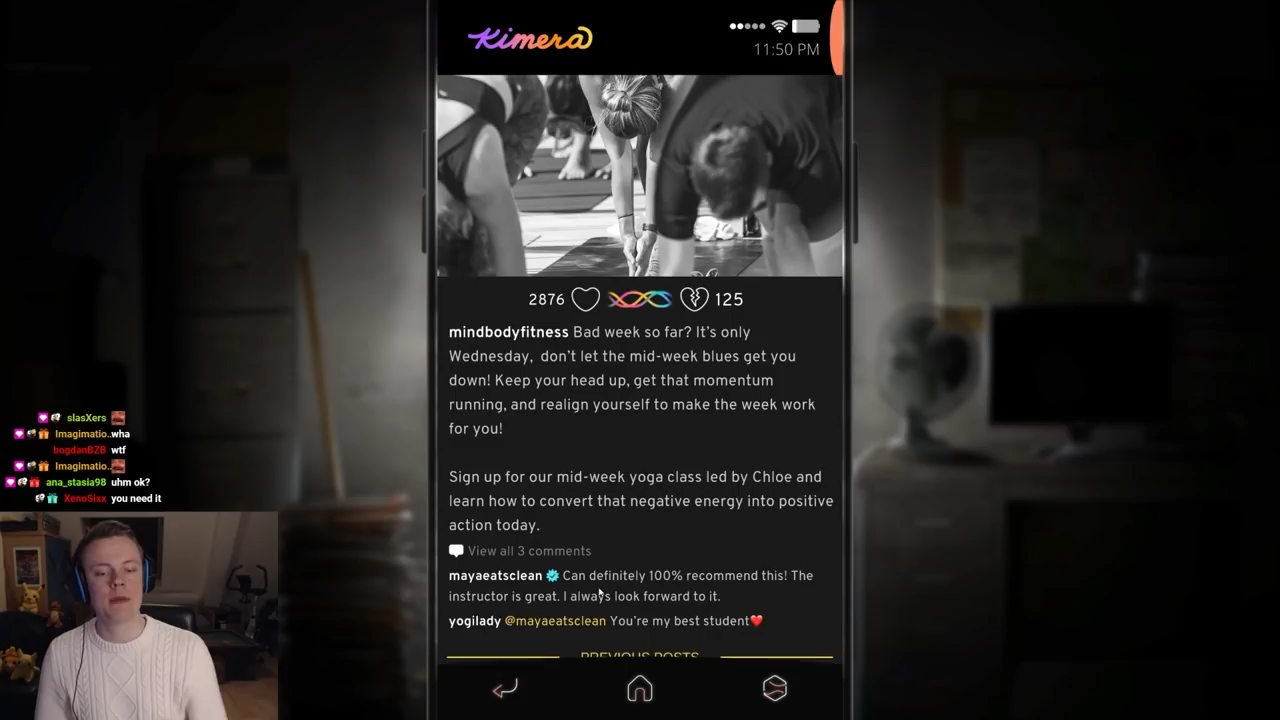 Kimera
11:50 PM
2876
125
mindbodyfitness Bad week so far? It's only
Wednesday, don't let the mid-week blues get you
down! Keep your head up, get that momentum
running, and realign yourself to make the week work
for you!
Sign up for our mid-week yoga class led by Chloe and
learn how to convert that negative energy into positive
action today.
View all 3 comments
mayaeatsclean Can definitely 100% recommend this! The
instructor is great. I always look forward to it.
yogilady @mayaeatsclean You're my best student
PREVIOUS POSTS
slasXers
Imagimatio.. wha
bogdanBZB wtf
Imagimatio..
ana_stasia98 uhm ok?
XenoSixx you need it